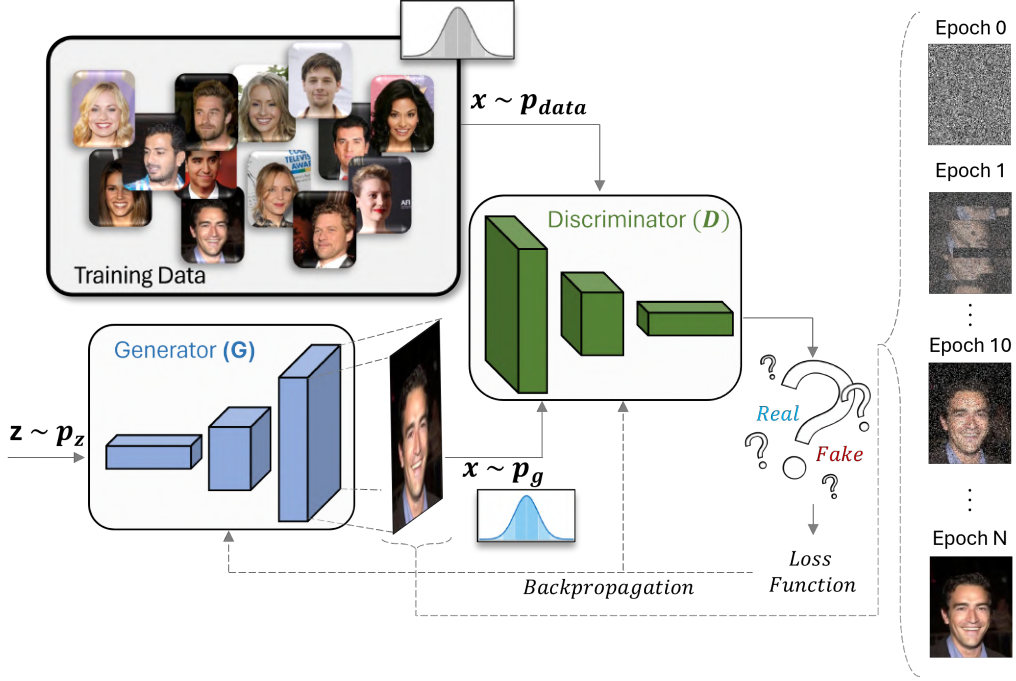 Epoch 0
x ~ p_data
Epoch 1
Discriminator (D)
Training Data
Generator (G)
Epoch 10
Real
Fake
z ~ p_z
x ~ p_g
Epoch N
Loss
Function
Backpropagation